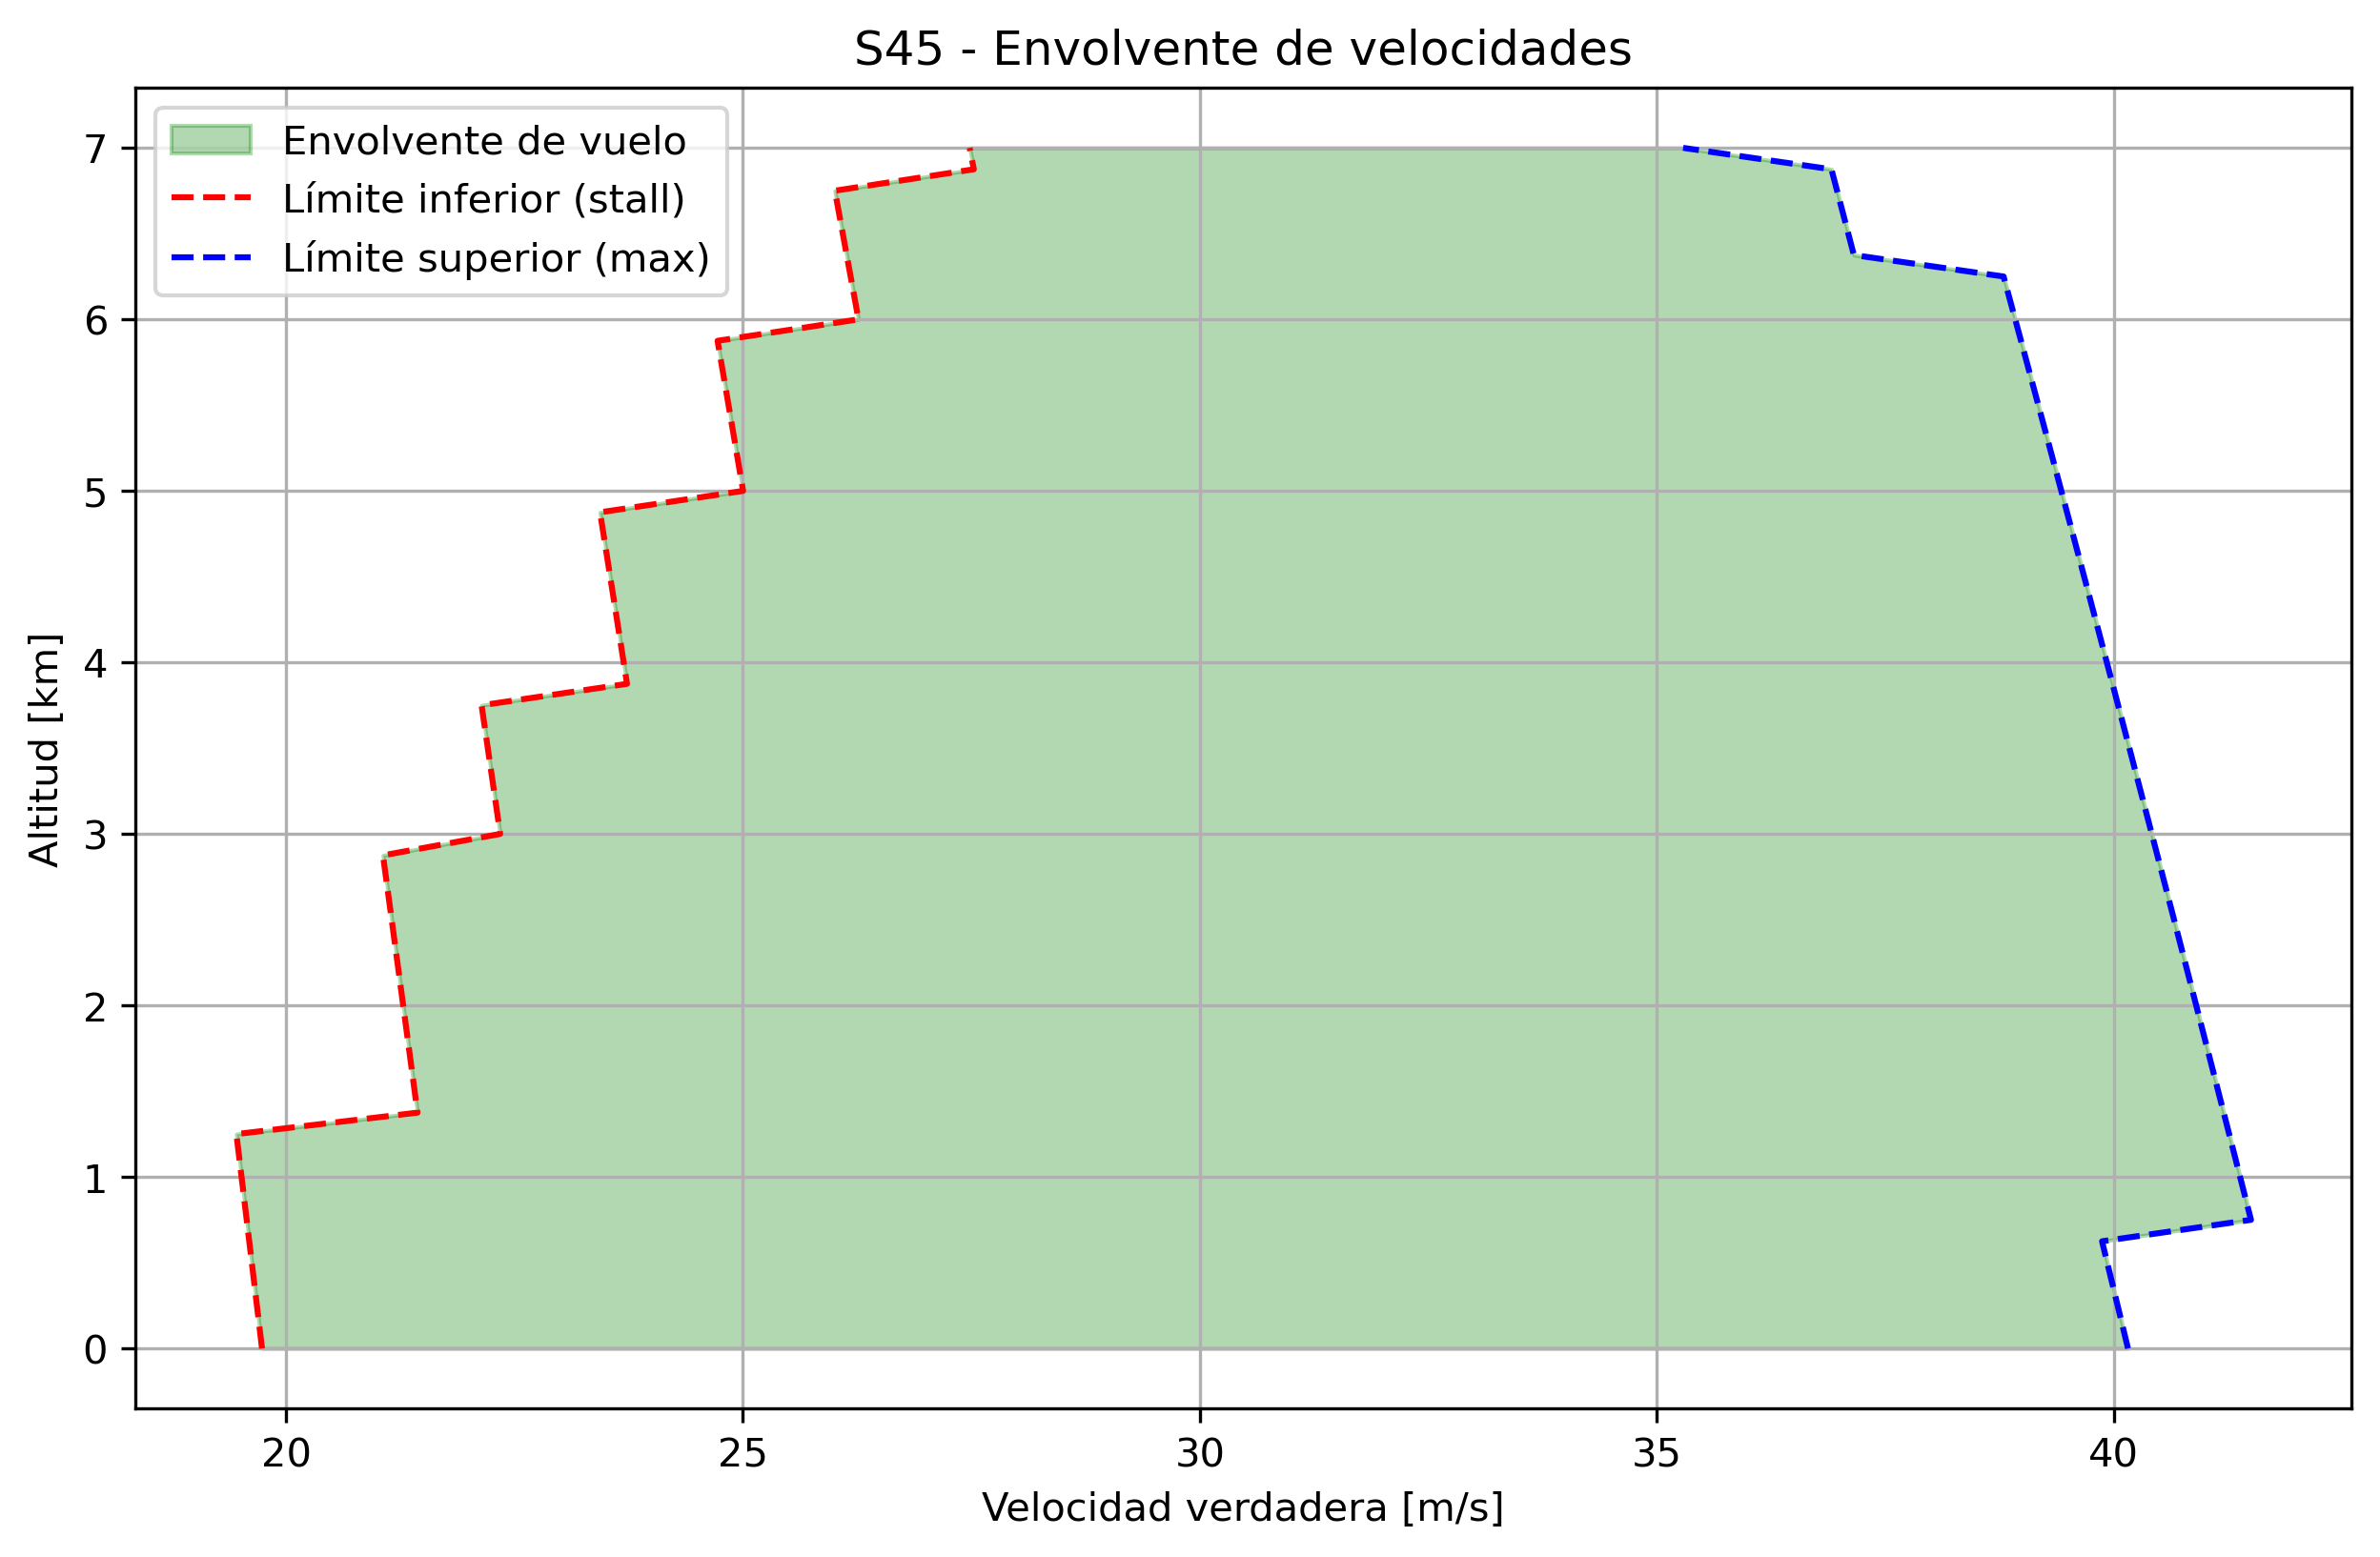 S45 - Envolvente de velocidades
Envolvente de vuelo
Límite inferior (stall)
Límite superior (max)
Altitud [km]
7
6
5
4
3
2
1
0
20 25 30 35 40
Velocidad verdadera [m/s]